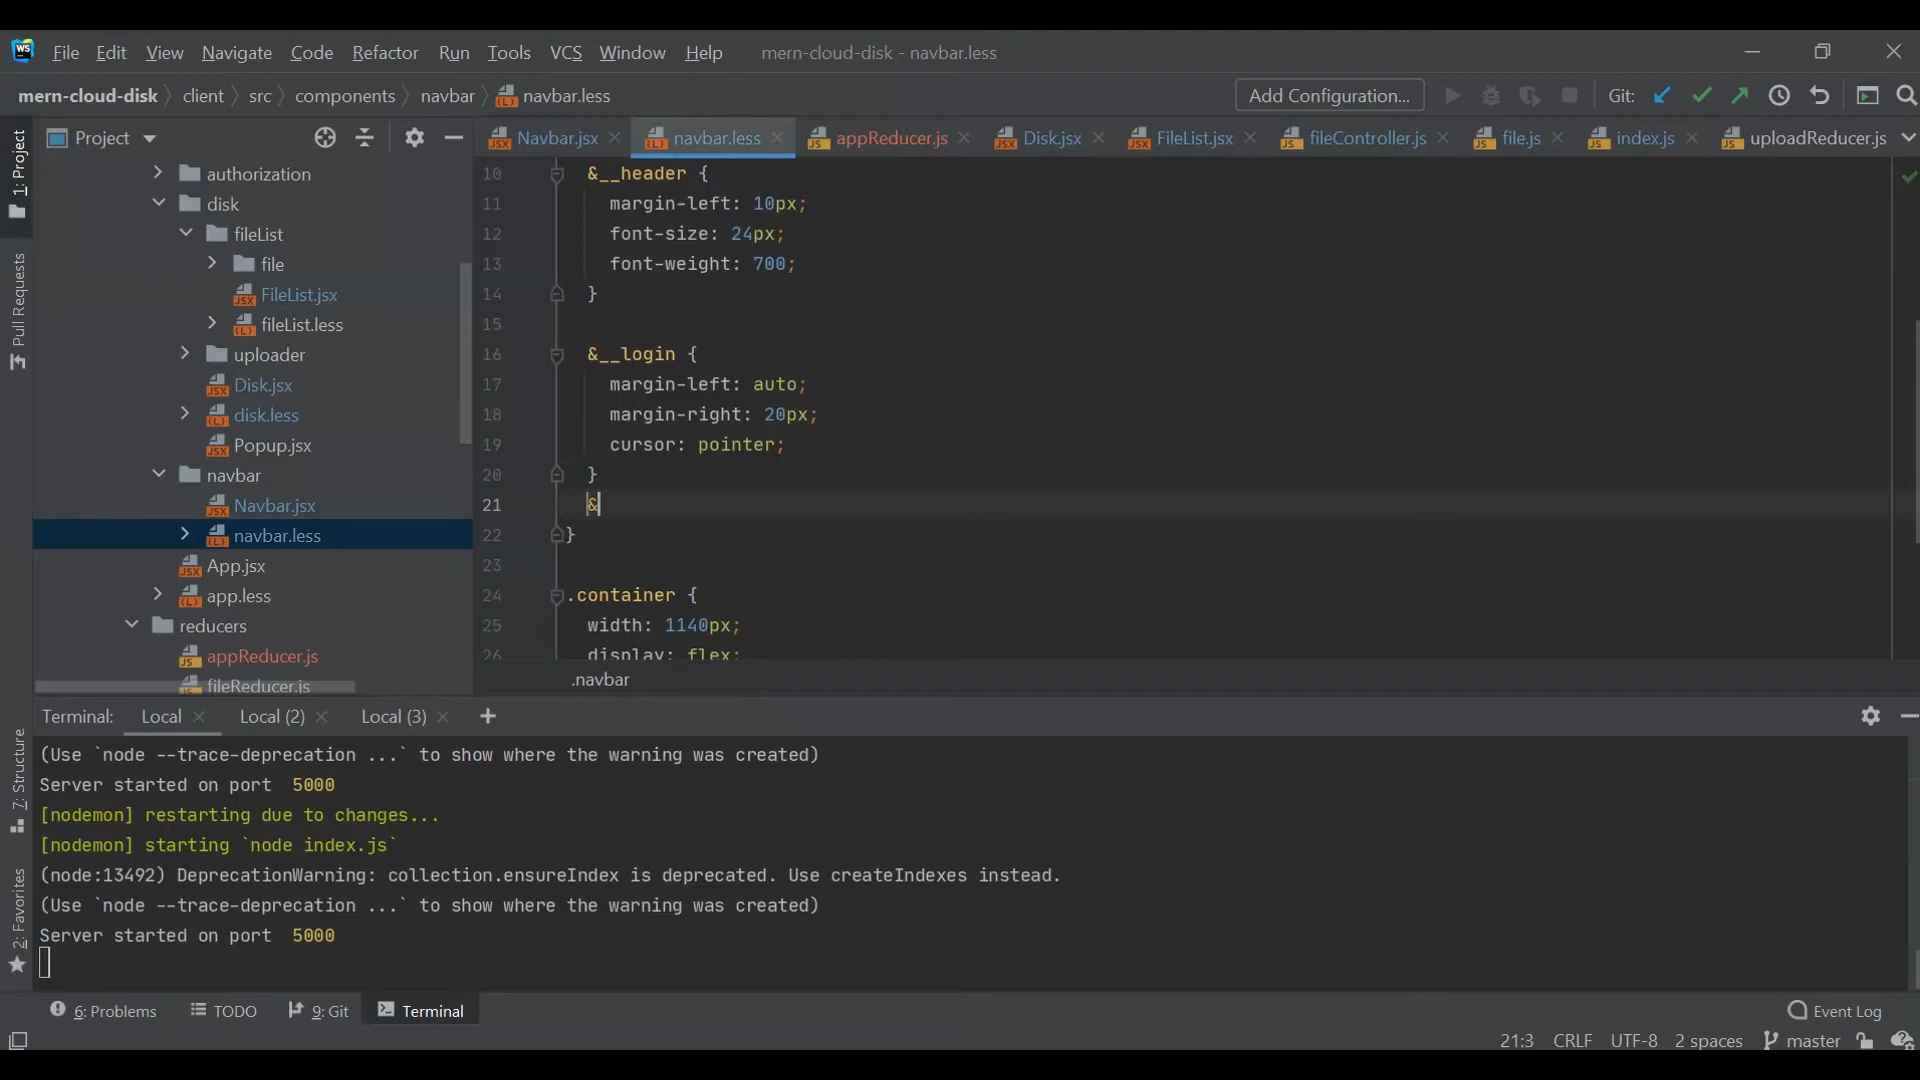 WS File Edit View Navigate Code Refactor Run Tools VCS Window Help mern-cloud-disk - navbar.less
mern-cloud-disk client src components navbar navbar.less Add Configuration... Git:
Project
Navbar.jsx navbar.less appReducer.js Disk.jsx FileList.jsx fileController.js file.js index.js uploadReducer.js
1: Project
Pull Requests
7: Structure
2: Favorites
authorization
disk
fileList
file
FileList.jsx
fileList.less
uploader
Disk.jsx
disk.less
Popup.jsx
navbar
Navbar.jsx
navbar.less
App.jsx
app.less
reducers
appReducer.js
fileReducer.js
10 &__header {
11 margin-left: 10px;
12 font-size: 24px;
13 font-weight: 700;
14 }
15
16 &__login {
17 margin-left: auto;
18 margin-right: 20px;
19 cursor: pointer;
20 }
21 &
22 }
23
24 .container {
25 width: 1140px;
26 display: flex;
.navbar
Terminal: Local Local (2) Local (3)
(Use `node --trace-deprecation ...` to show where the warning was created)
Server started on port 5000
[nodemon] restarting due to changes...
[nodemon] starting `node index.js`
(node:13492) DeprecationWarning: collection.ensureIndex is deprecated. Use createIndexes instead.
(Use `node --trace-deprecation ...` to show where the warning was created)
Server started on port 5000
6: Problems TODO 9: Git Terminal Event Log
21:3 CRLF UTF-8 2 spaces master